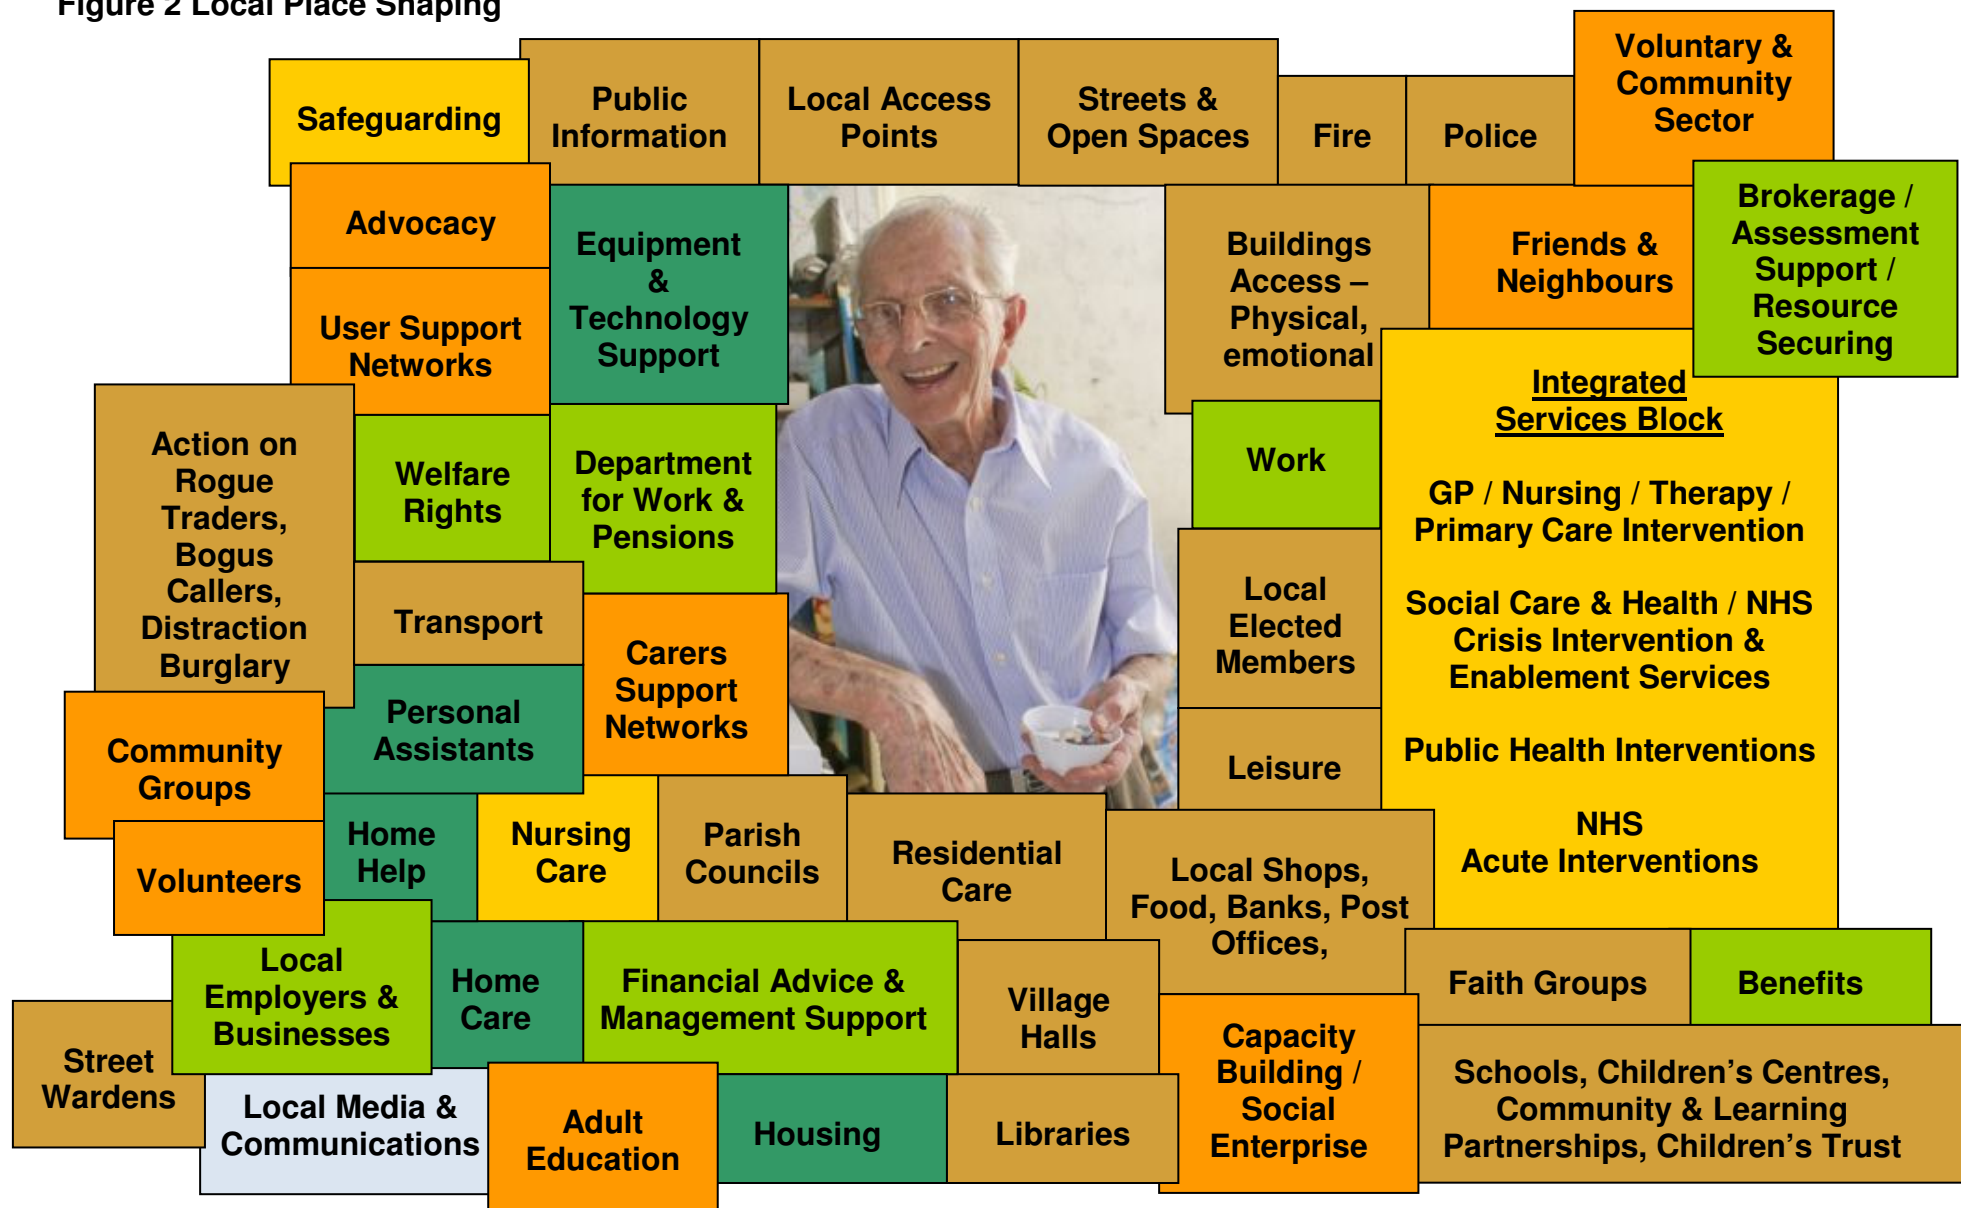 Figure 2 Local Place Shaping
Safeguarding
Public
Information
Local Access
Points
Streets &
Open Spaces
Fire
Police
Voluntary &
Community
Sector
Advocacy
Equipment
&
Technology
Support
Buildings
Access –
Physical,
emotional
Friends &
Neighbours
Brokerage /
Assessment
Support /
Resource
Securing
User Support
Networks
Action on
Rogue
Traders,
Bogus
Callers,
Distraction
Burglary
Welfare
Rights
Department
for Work &
Pensions
Work
Integrated
Services Block
GP / Nursing / Therapy /
Primary Care Intervention
Social Care & Health / NHS
Crisis Intervention &
Enablement Services
Public Health Interventions
NHS
Acute Interventions
Transport
Carers
Support
Networks
Local
Elected
Members
Personal
Assistants
Community
Groups
Leisure
Volunteers
Home
Help
Nursing
Care
Parish
Councils
Residential
Care
Local Shops,
Food, Banks, Post
Offices,
Local
Employers &
Businesses
Home
Care
Financial Advice &
Management Support
Village
Halls
Faith Groups
Benefits
Street
Wardens
Local Media &
Communications
Adult
Education
Housing
Libraries
Capacity
Building /
Social
Enterprise
Schools, Children’s Centres,
Community & Learning
Partnerships, Children’s Trust